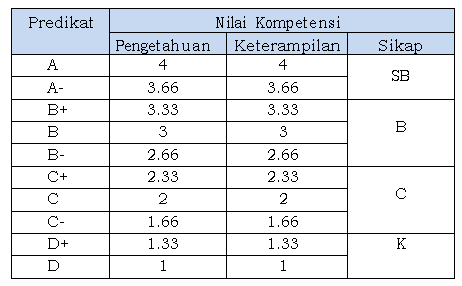 Predikat Nilai Kompetensi
Pengetahuan Keterampilan Sikap
A 4 4 SB
A- 3.66 3.66
B+ 3.33 3.33 B
B 3 3
B- 2.66 2.66
C+ 2.33 2.33 C
C 2 2
C- 1.66 1.66
D+ 1.33 1.33 K
D 1 1